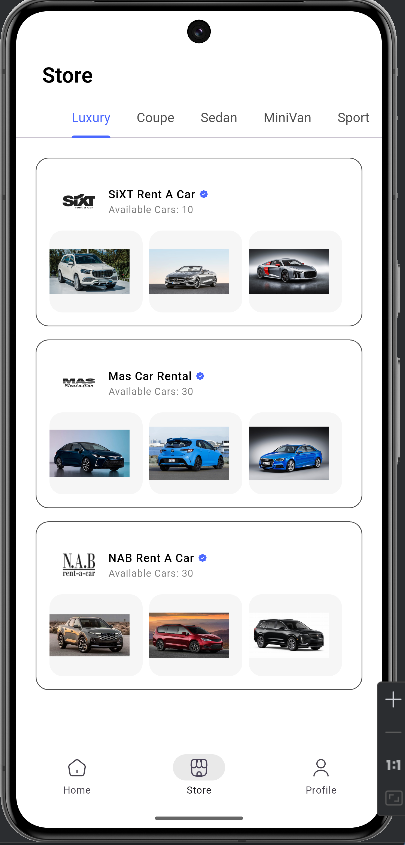 Store
Luxury Coupe Sedan MiniVan Sport
SiXT SiXT Rent A Car
Available Cars: 10
MAS Mas Car Rental
Available Cars: 30
N.A.B NAB Rent A Car
rent-a-car Available Cars: 30
Home Store Profile
1:1